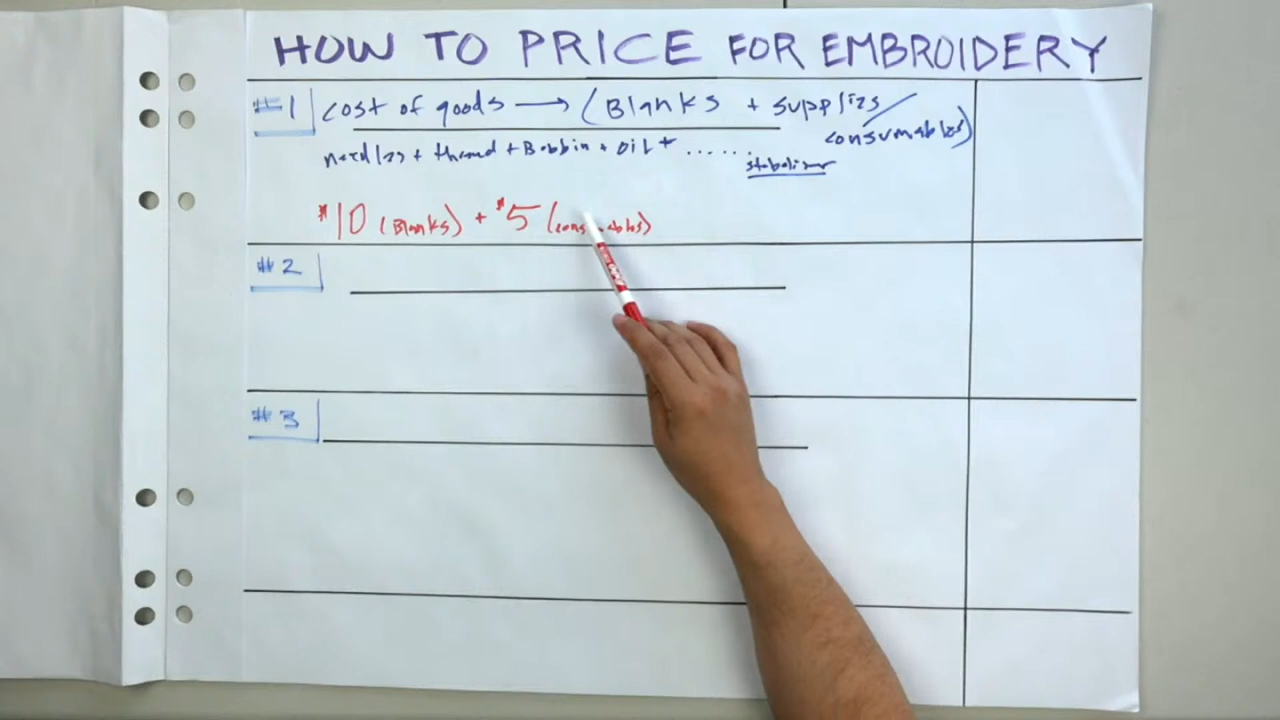 HOW TO PRICE FOR EMBROIDERY
#1 cost of goods → (Blanks + supplies/
consumables)
needles + thread + Bobbin + oil + ......
stabalizer
$10 (Blanks) + $5 (
#2
#3